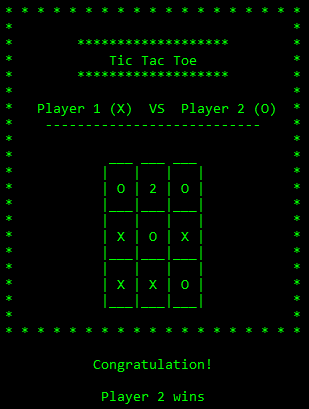 * * * * * * * * * * * * * * * * * * *
* *
* ******************* *
* Tic Tac Toe *
* ******************* *
* *
* Player 1 (X)  VS  Player 2 (O) *
* --------------------------- *
* *
* ___ ___ ___ *
* |   |   |   | *
* | O | 2 | O | *
* |___|___|___| *
* |   |   |   | *
* | X | O | X | *
* |___|___|___| *
* |   |   |   | *
* | X | X | O | *
* |___|___|___| *
* *
* * * * * * * * * * * * * * * * * * *
Congratulation!
Player 2 wins